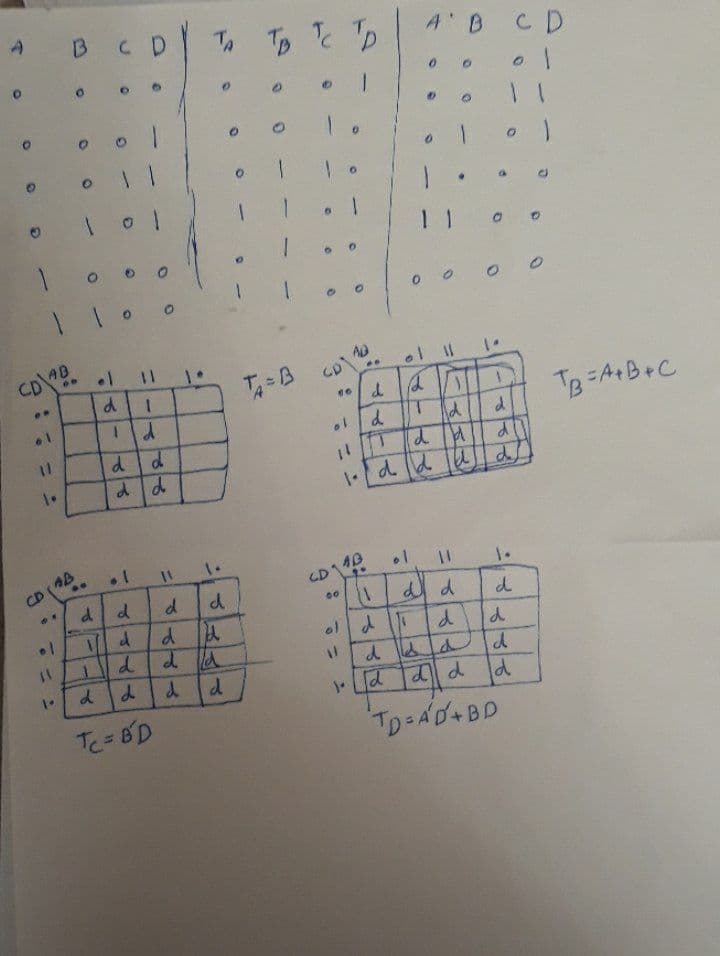 A B C D T_A T_B T_C T_D A⁺ B C D
0 0 0 0 0 0 0 1 0 0 0 1
0 0 0 1 0 0 1 0 0 0 1 1
0 0 1 1 0 1 1 0 0 1 0 1
0 1 0 1 1 1 0 1 1 0 0 0
1 0 0 0 0 1 0 0 1 1 0 0
1 1 0 0 1 1 0 0 0 0 0 0
CD AB 00 01 11 10
00 d 1
01 1 d
11 d d
10 d d
T_A=B
CD AB 00 01 11 10
00 d d 1 1
01 d 1 d d
11 1 d d d
10 d d d d
T_B=A+B+C
CD AB 00 01 11 10
00 d d d d
01 1 d d d
11 1 d d d
10 d d d d
T_C=B'D
CD AB 00 01 11 10
00 1 d d d
01 d 1 d d
11 d d d d
10 d d d d
T_D=A'D'+BD